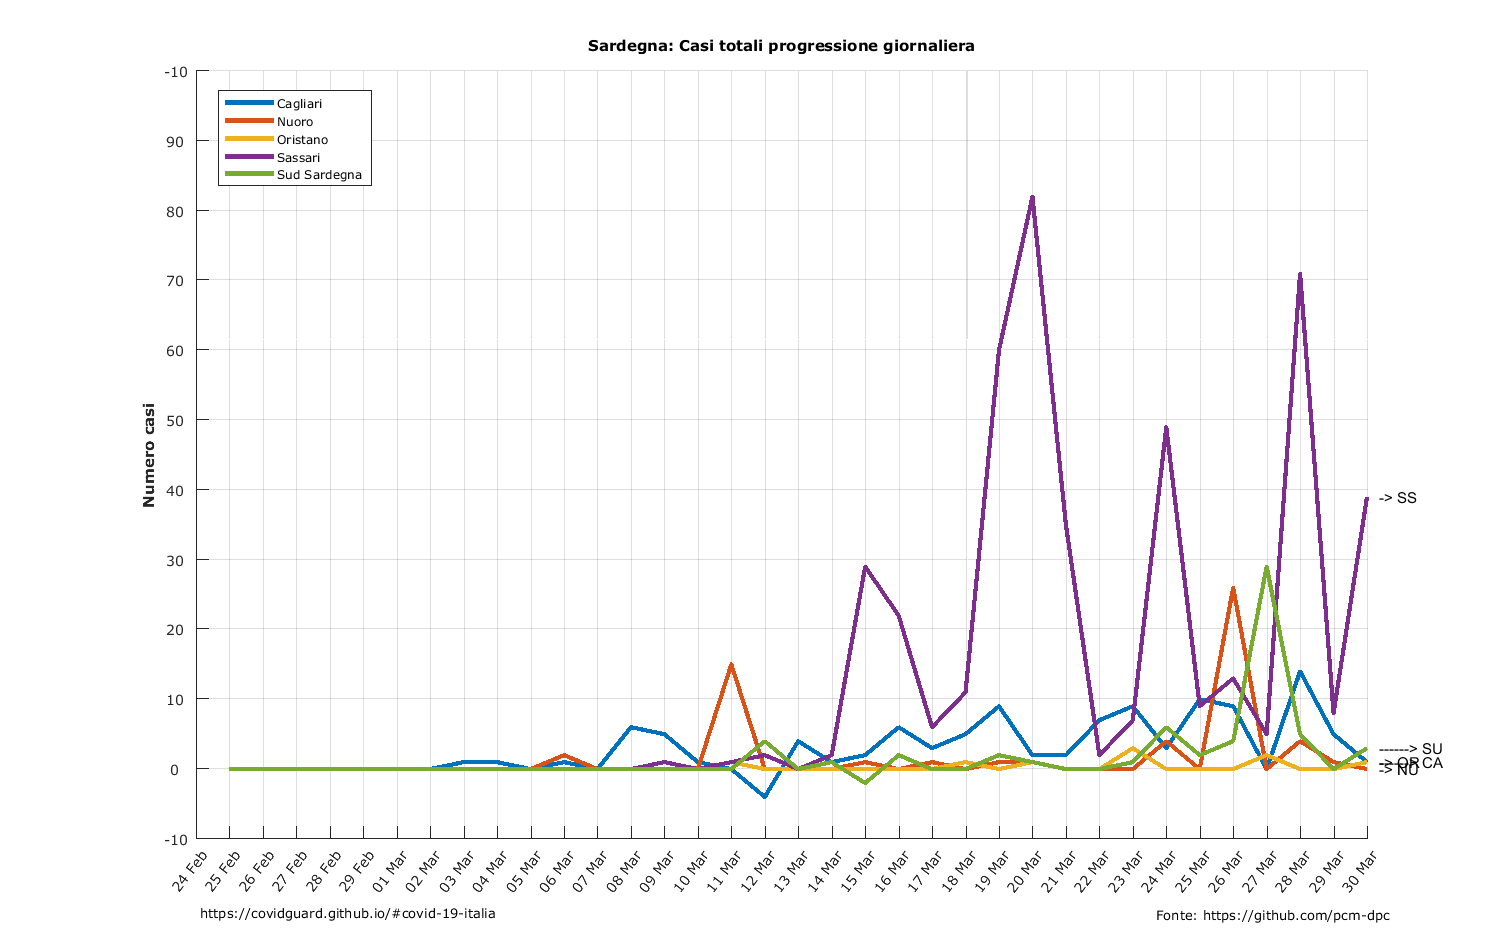 Sardegna: Casi totali progressione giornaliera
-10
90
80
70
60
50
40
30
20
10
0
-10
Numero casi
Cagliari
Nuoro
Oristano
Sassari
Sud Sardegna
-> SS
------> SU
-> NU
24 Feb
25 Feb
26 Feb
27 Feb
28 Feb
29 Feb
01 Mar
02 Mar
03 Mar
04 Mar
05 Mar
06 Mar
07 Mar
08 Mar
09 Mar
10 Mar
11 Mar
12 Mar
13 Mar
14 Mar
15 Mar
16 Mar
17 Mar
18 Mar
19 Mar
20 Mar
21 Mar
22 Mar
23 Mar
24 Mar
25 Mar
26 Mar
27 Mar
28 Mar
29 Mar
30 Mar
https://covidguard.github.io/#covid-19-italia
Fonte: https://github.com/pcm-dpc